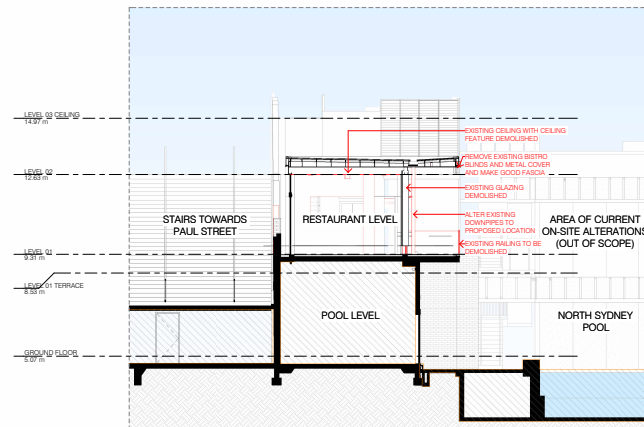 LEVEL 03 CEILING
14.97 m
EXISTING CEILING WITH CEILING
FEATURE DEMOLISHED
REMOVE EXISTING BISTRO
BLINDS AND METAL COVER
AND MAKE GOOD FASCIA
LEVEL 02
12.63 m
EXISTING GLAZING
DEMOLISHED
STAIRS TOWARDS
PAUL STREET
RESTAURANT LEVEL
ALTER EXISTING
DOWNPIPES TO
PROPOSED LOCATION
AREA OF CURRENT
ON-SITE ALTERATIONS
(OUT OF SCOPE)
EXISTING RAILING TO BE
DEMOLISHED
LEVEL 01
9.31 m
LEVEL 01 TERRACE
8.53 m
POOL LEVEL
NORTH SYDNEY
POOL
GROUND FLOOR
5.07 m